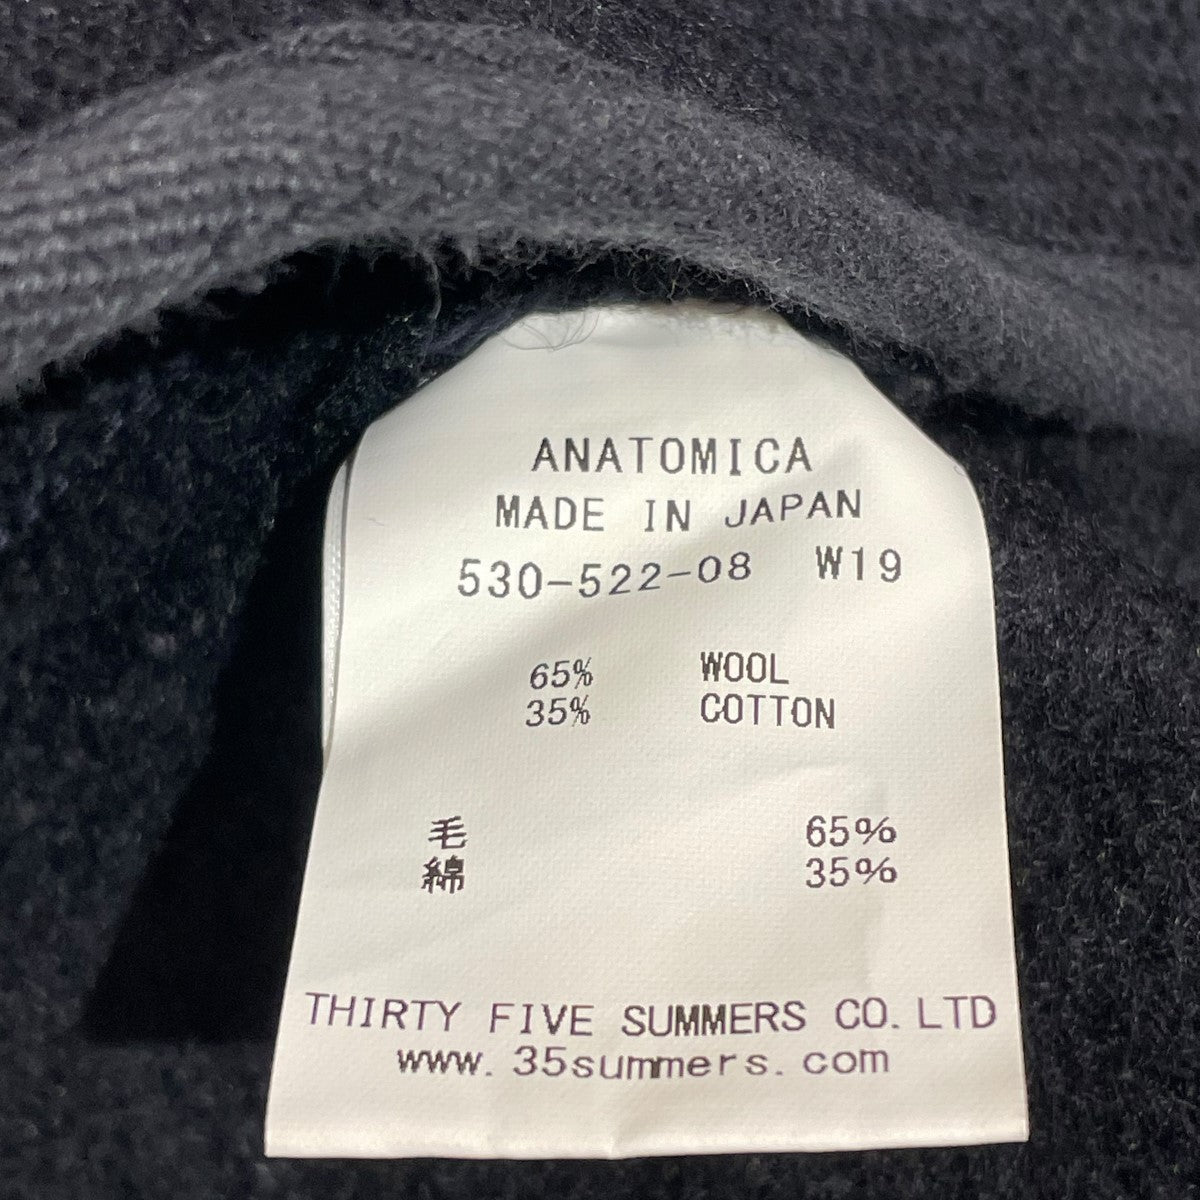 ANATOMICA
MADE IN JAPAN
530-522-08 W19
65% WOOL
35% COTTON
毛 65%
綿 35%
THIRTY FIVE SUMMERS CO. LTD
www.35summers.com